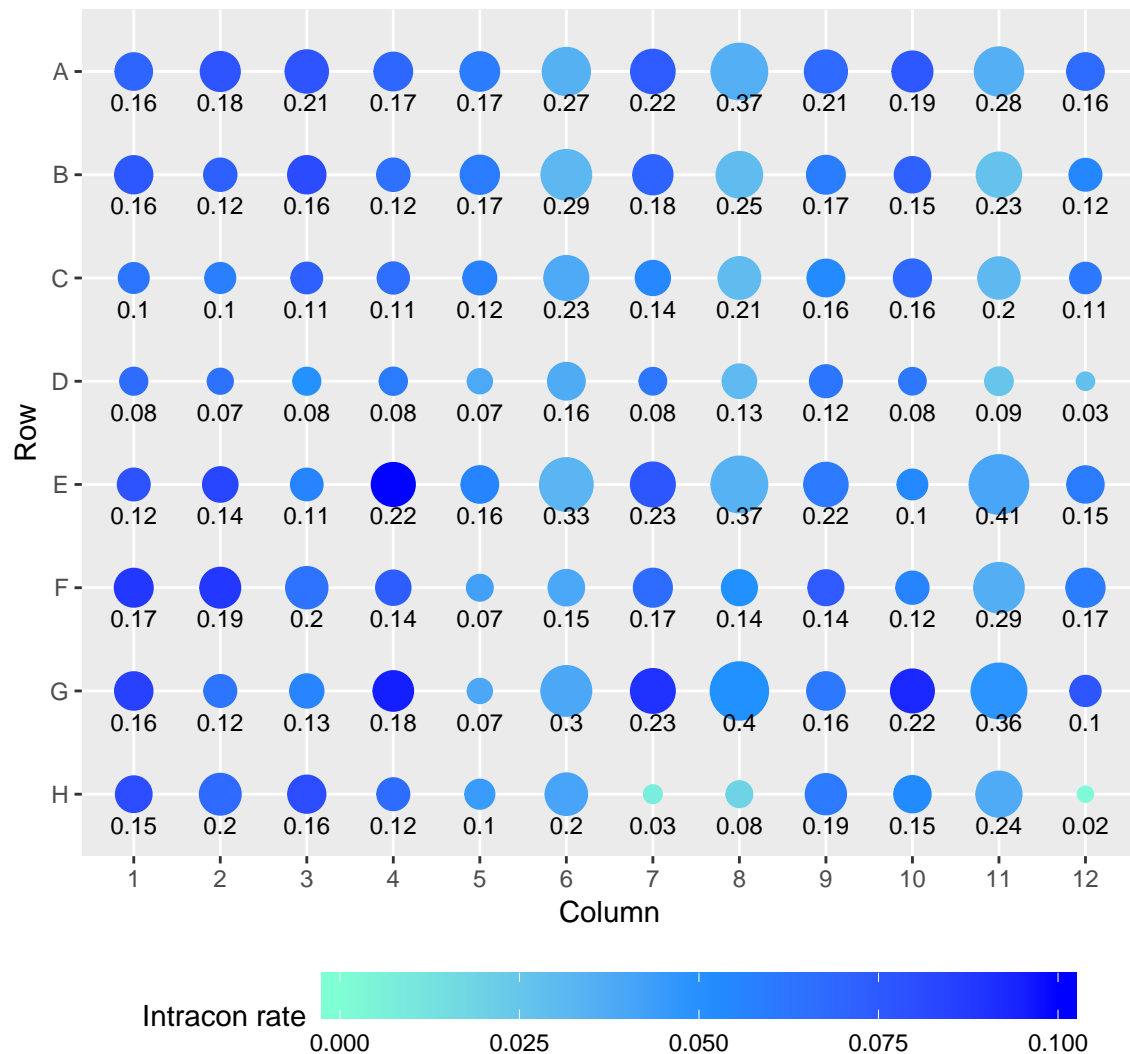 A
0.16 0.18 0.21 0.17 0.17 0.27 0.22 0.37 0.21 0.19 0.28 0.16
B
0.16 0.12 0.16 0.12 0.17 0.29 0.18 0.25 0.17 0.15 0.23 0.12
C
0.1 0.1 0.11 0.11 0.12 0.23 0.14 0.21 0.16 0.16 0.2 0.11
D
0.08 0.07 0.08 0.08 0.07 0.16 0.08 0.13 0.12 0.08 0.09 0.03
Row
E
0.12 0.14 0.11 0.22 0.16 0.33 0.23 0.37 0.22 0.1 0.41 0.15
F
0.17 0.19 0.2 0.14 0.07 0.15 0.17 0.14 0.14 0.12 0.29 0.17
G
0.16 0.12 0.13 0.18 0.07 0.3 0.23 0.4 0.16 0.22 0.36 0.1
H
0.15 0.2 0.16 0.12 0.1 0.2 0.03 0.08 0.19 0.15 0.24 0.02
1 2 3 4 5 6 7 8 9 10 11 12
Column
Intracon rate
0.000 0.025 0.050 0.075 0.100